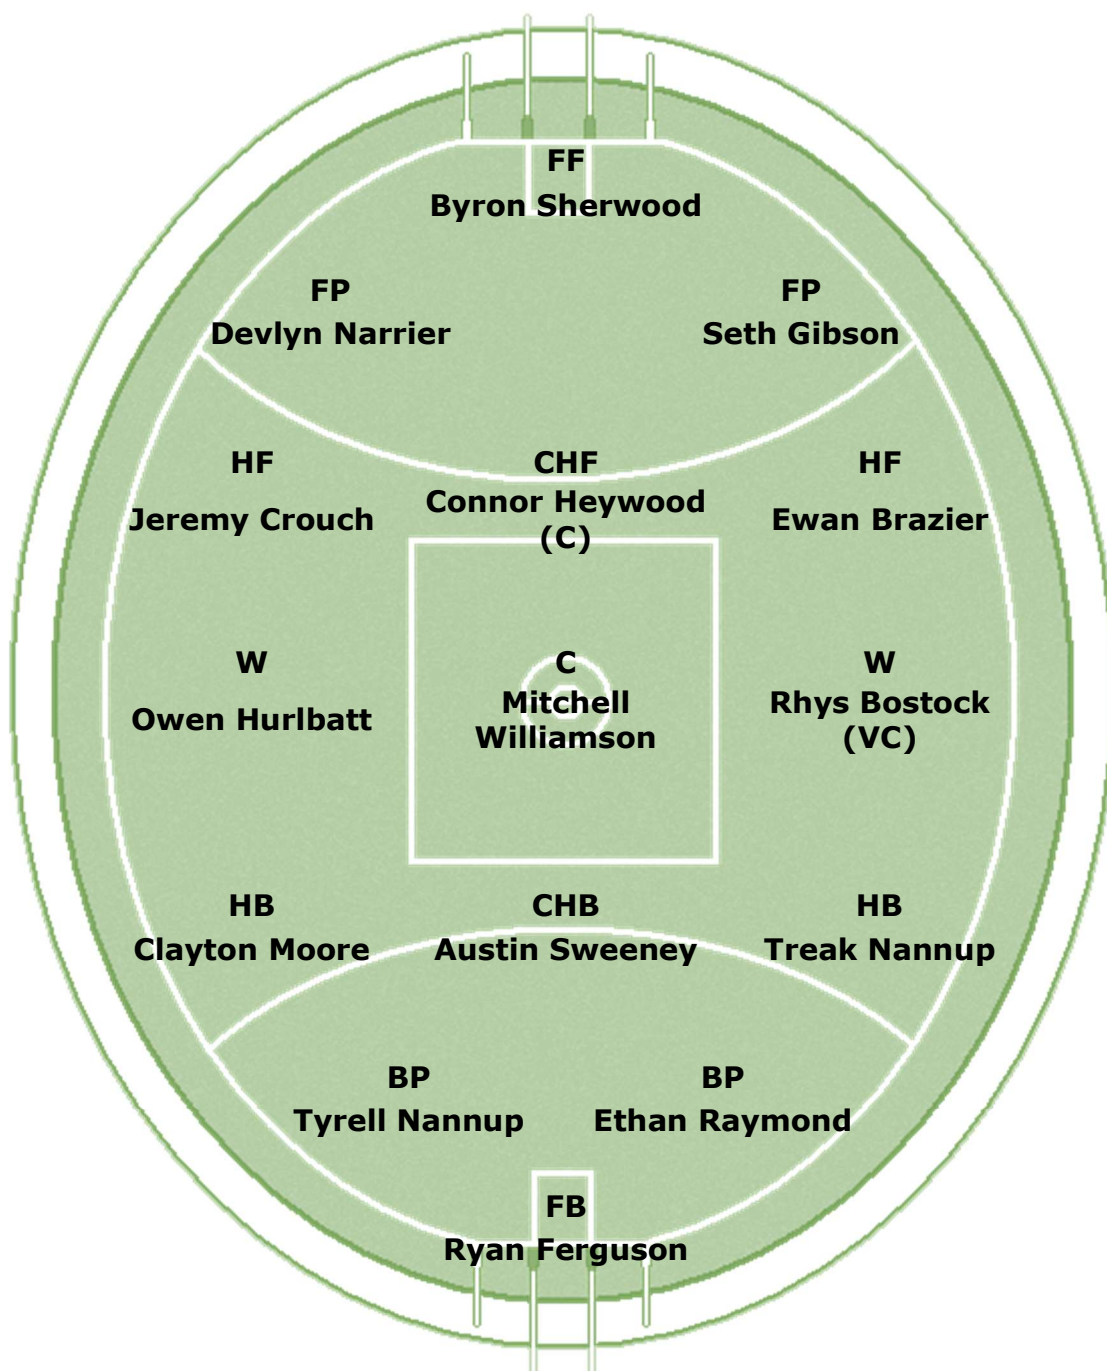 FF
Byron Sherwood
FP FP
Devlyn Narrier Seth Gibson
HF CHF HF
Jeremy Crouch Connor Heywood Ewan Brazier
(C)
W C W
Owen Hurlbatt Mitchell Rhys Bostock
Williamson (VC)
HB CHB HB
Clayton Moore Austin Sweeney Treak Nannup
BP BP
Tyrell Nannup Ethan Raymond
FB
Ryan Ferguson